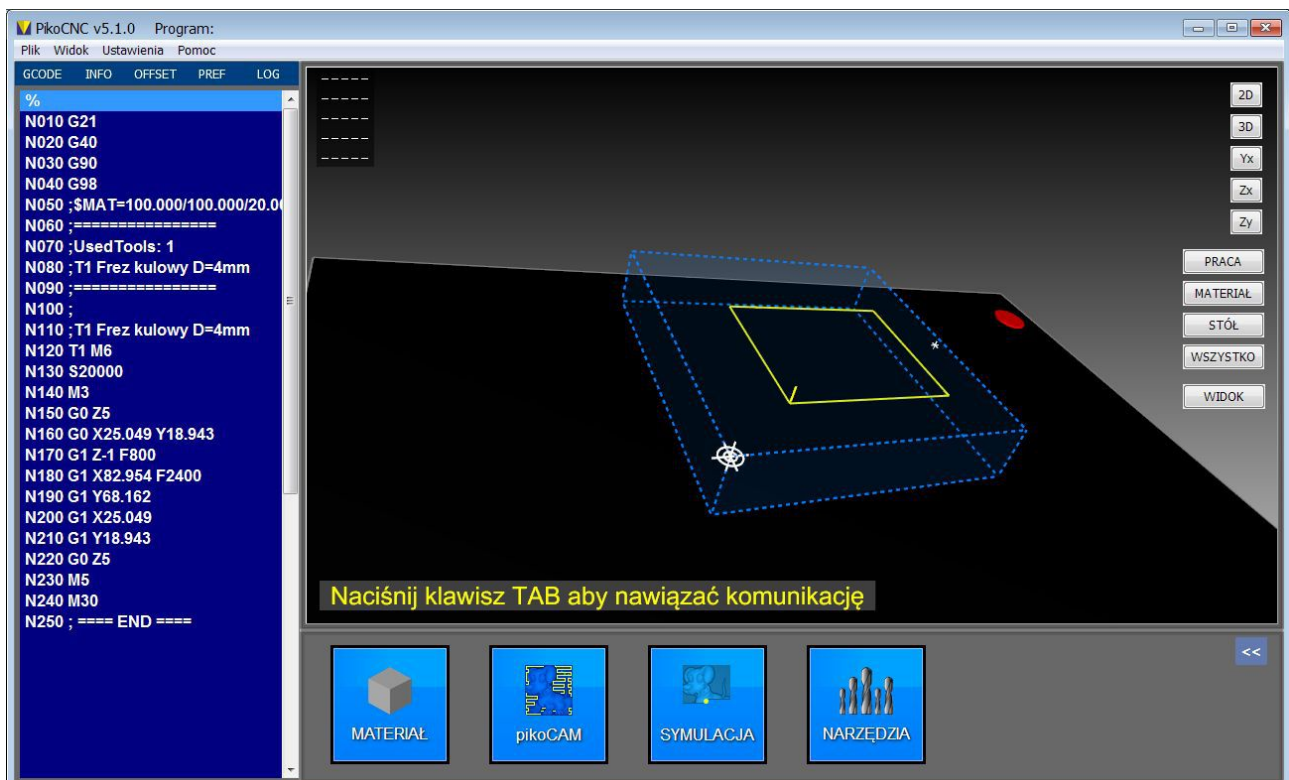 PikoCNC v5.1.0 Program:
Plik Widok Ustawienia Pomoc
GCODE INFO OFFSET PREF LOG
%
N010 G21
N020 G40
N030 G90
N040 G98
N050 ;$MAT=100.000/100.000/20.00
N060 ;================
N070 ;UsedTools: 1
N080 ;T1 Frez kulowy D=4mm
N090 ;================
N100 ;
N110 ;T1 Frez kulowy D=4mm
N120 T1 M6
N130 S20000
N140 M3
N150 G0 Z5
N160 G0 X25.049 Y18.943
N170 G1 Z-1 F800
N180 G1 X82.954 F2400
N190 G1 Y68.162
N200 G1 X25.049
N210 G1 Y18.943
N220 G0 Z5
N230 M5
N240 M30
N250 ; ==== END ====
-----
-----
-----
-----
-----
2D
3D
Yx
Zx
Zy
PRACA
MATERIAŁ
STÓŁ
WSZYSTKO
WIDOK
Naciśnij klawisz TAB aby nawiązać komunikację
<<
MATERIAŁ pikoCAM SYMULACJA NARZĘDZIA